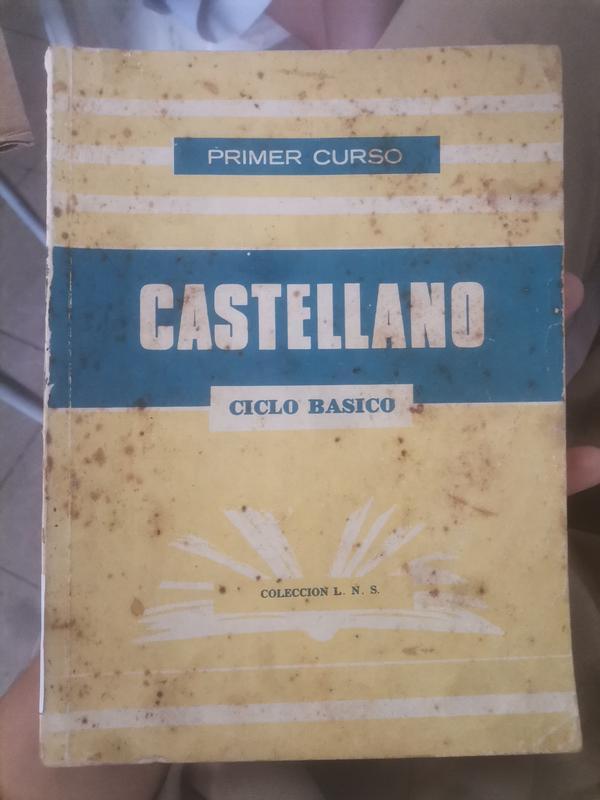 PRIMER CURSO
CASTELLANO
CICLO BASICO
COLECCION L. N. S.